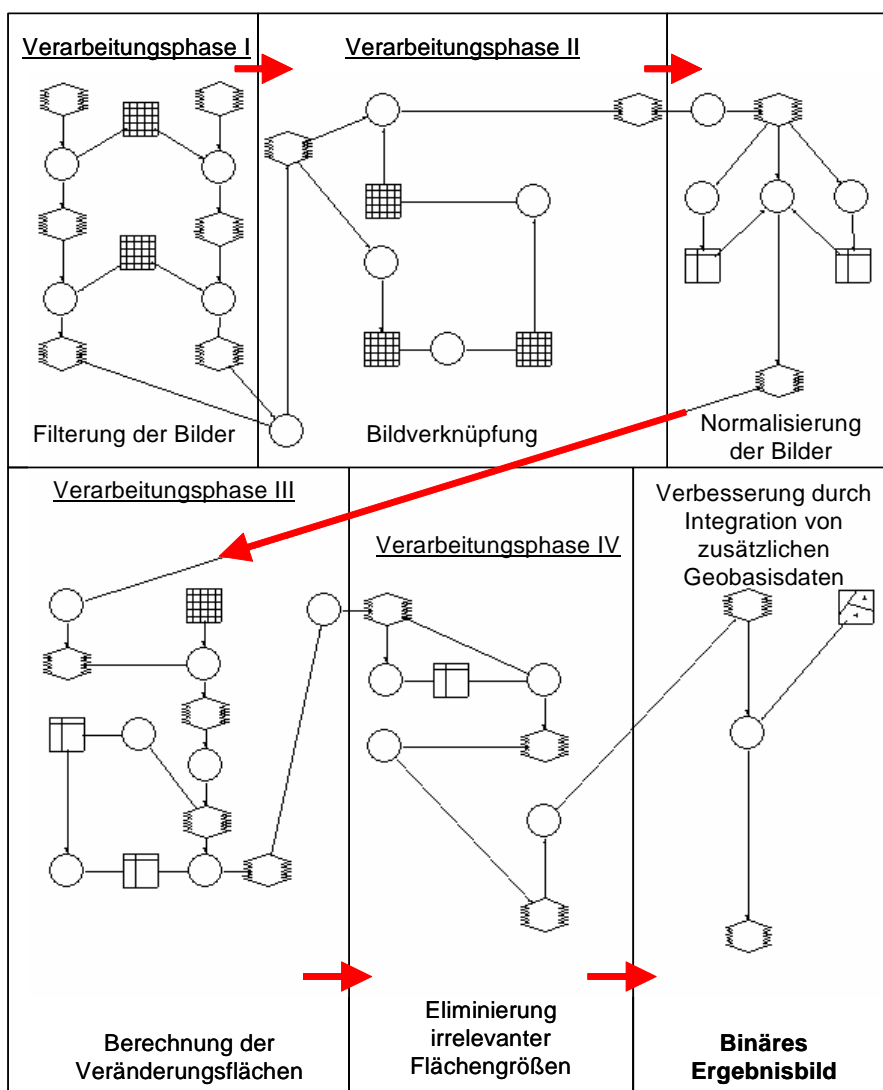 Verarbeitungsphase I
Verarbeitungsphase II
Filterung der Bilder
Bildverknüpfung
Normalisierung
der Bilder
Verarbeitungsphase III
Verarbeitungsphase IV
Verbesserung durch
Integration von
zusätzlichen
Geobasisdaten
Berechnung der
Veränderungsflächen
Eliminierung
irrelevanter
Flächengrößen
Binäres
Ergebnisbild